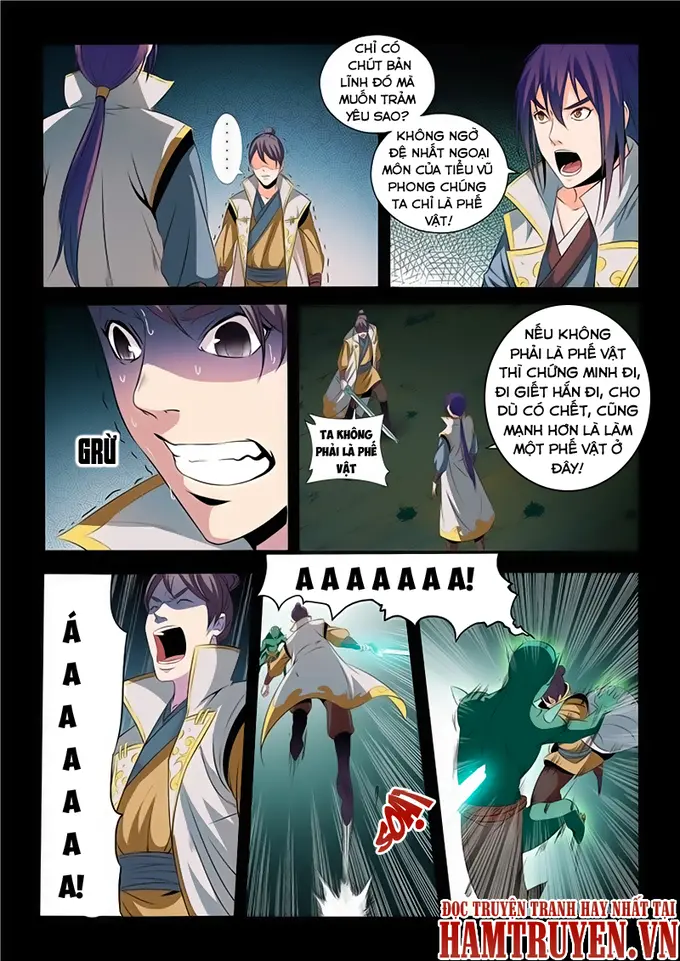 CHỈ CÓ
CHÚT BẢN
LĨNH ĐÓ MÀ
MUỐN TRẢM
YÊU SAO?
KHÔNG NGỜ
ĐỆ NHẤT NGOẠI
MÔN CỦA TIỂU VŨ
PHONG CHÚNG
TA CHỈ LÀ PHẾ
VẬT!
......
GRỪ
TA KHÔNG
PHẢI LÀ PHẾ
VẬT
NẾU KHÔNG
PHẢI LÀ PHẾ VẬT
THÌ CHỨNG MINH ĐI,
ĐI GIẾT HẮN ĐI, CHO
DÙ CÓ CHẾT, CŨNG
MẠNH HƠN LÀ LÀM
MỘT PHẾ VẬT Ở
ĐÂY!
Á
A
A
A
A
A
A!
A A A A A A A!
SOẠT!
ĐỌC TRUYỆN TRANH HAY NHẤT TẠI
HAMTRUYEN.VN